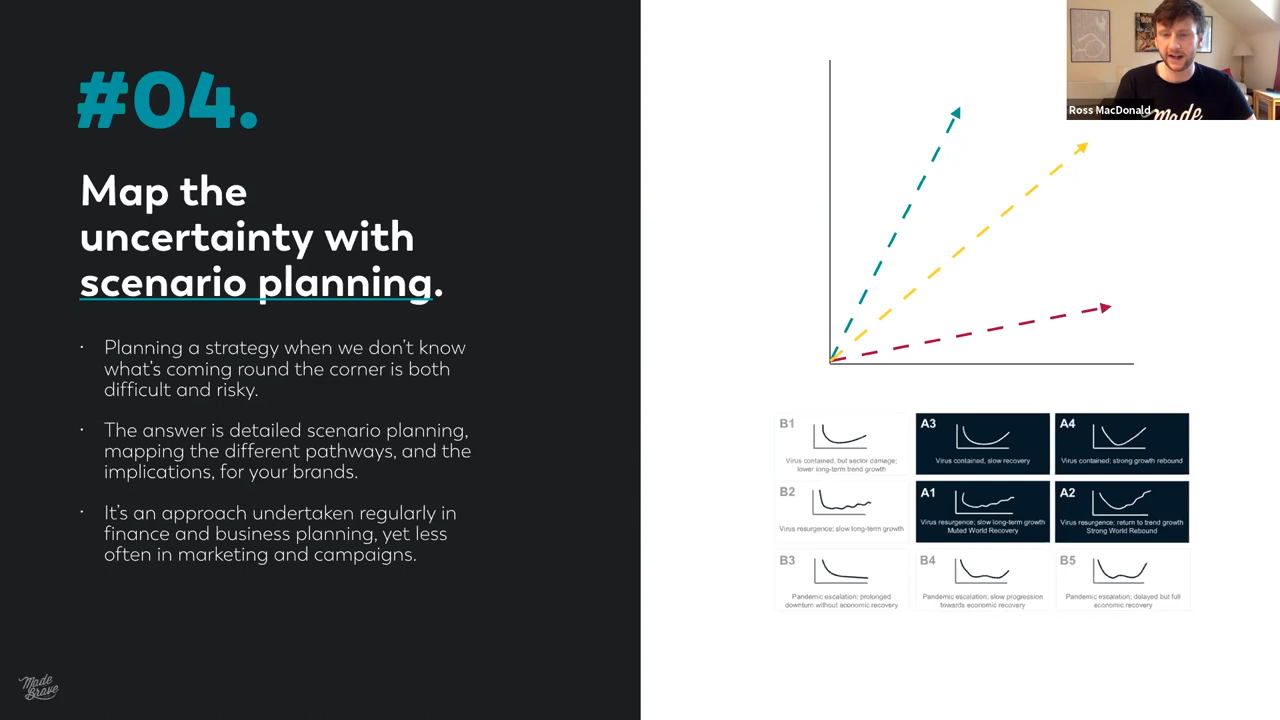 #04.
Map the
uncertainty with
scenario planning.
· Planning a strategy when we don't know
what's coming round the corner is both
difficult and risky.
· The answer is detailed scenario planning,
mapping the different pathways, and the
implications, for your brands.
· It's an approach undertaken regularly in
finance and business planning, yet less
often in marketing and campaigns.
Made
Brave
Made
Ross MacDonald
B1
Virus contained, but sector damage;
lower long-term trend growth
A3
Virus contained, slow recovery
A4
Virus contained; strong growth rebound
B2
Virus resurgence; slow long-term growth
A1
Virus resurgence; slow long-term growth
Muted World Recovery
A2
Virus resurgence; return to trend growth
Strong World Rebound
B3
Pandemic escalation; prolonged
downturn without economic recovery
B4
Pandemic escalation; slow progression
towards economic recovery
B5
Pandemic escalation; delayed but full
economic recovery